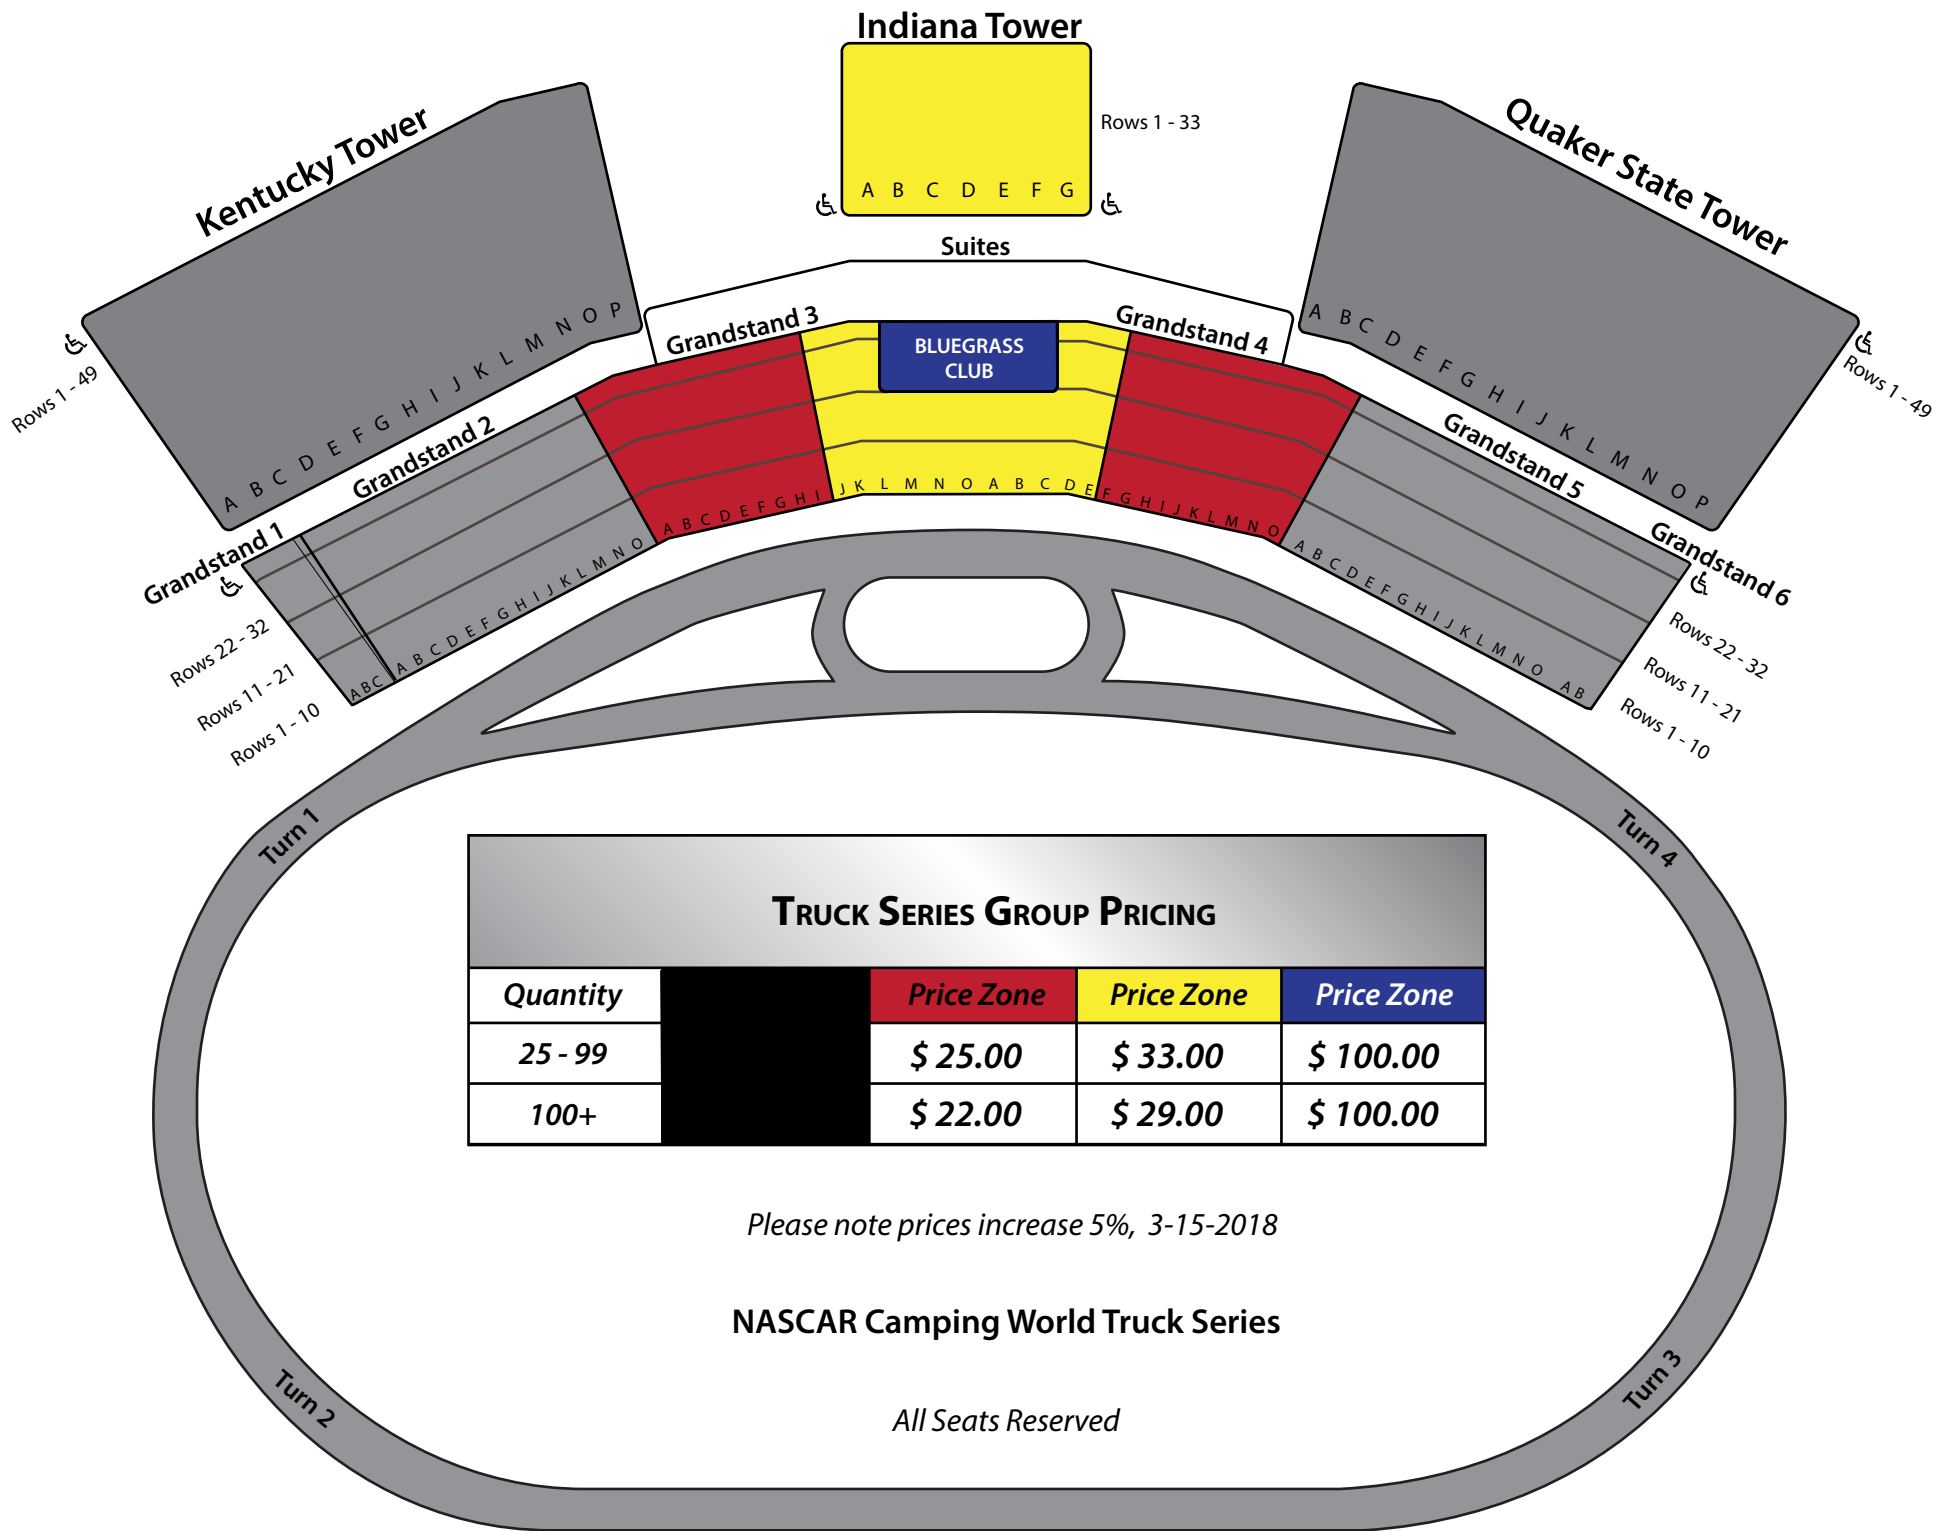 Indiana Tower
Rows 1 - 33
A B C D E F G
Kentucky Tower
Rows 1 - 49
A B C D E F G H I J K L M N O P
Quaker State Tower
Rows 1 - 49
A B C D E F G H I J K L M N O P
Suites
Grandstand 1
Grandstand 2
Grandstand 3
BLUEGRASS
CLUB
Grandstand 4
Grandstand 5
Grandstand 6
ABC
A B C D E F G H I J K L M N O
A B C D E F G H I J K L M N O
A B C D E F G H I J K L M N O
A B C D E F G H I J K L M N O
A B
Rows 22 - 32
Rows 11 - 21
Rows 1 - 10
Rows 22 - 32
Rows 11 - 21
Rows 1 - 10
Turn 1
Turn 4
TRUCK SERIES GROUP PRICING
Quantity Price Zone Price Zone Price Zone
25 - 99 $ 25.00 $ 33.00 $ 100.00
100+ $ 22.00 $ 29.00 $ 100.00
Please note prices increase 5%, 3-15-2018
NASCAR Camping World Truck Series
All Seats Reserved
Turn 2
Turn 3